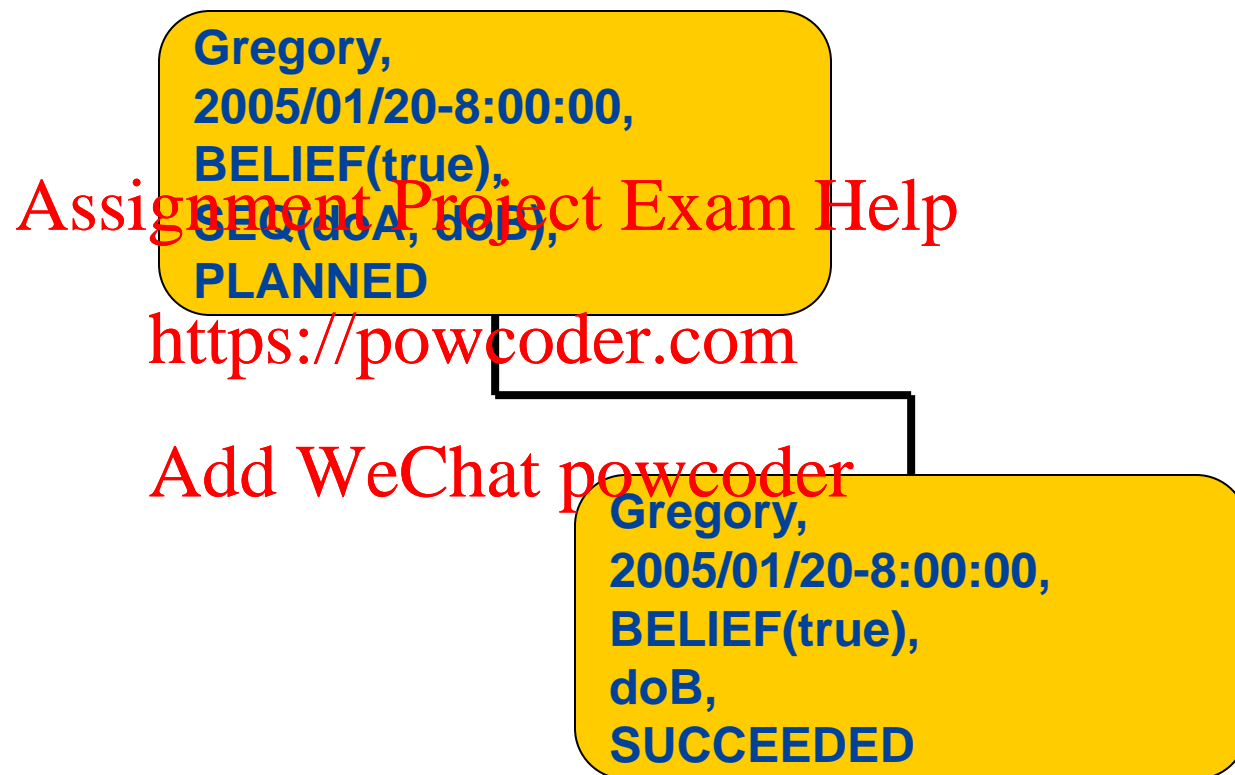 Gregory,
2005/01/20-8:00:00,
BELIEF(true),
Assignment Project Exam Help
SEQ(doA, doB),
PLANNED
https://powcoder.com
Add WeChat powcoder
Gregory,
2005/01/20-8:00:00,
BELIEF(true),
doB,
SUCCEEDED